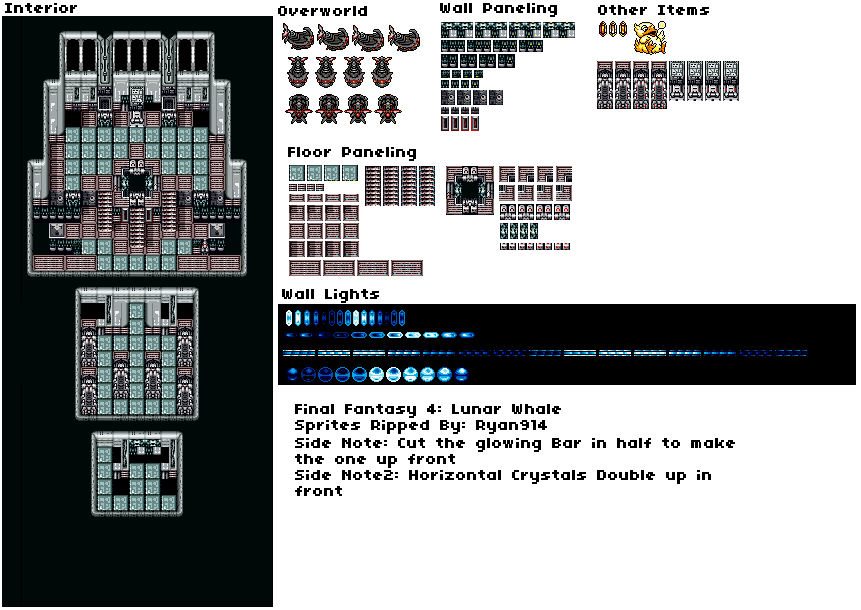 Interior
Overworld
Wall Paneling
Other Items
Floor Paneling
Wall Lights
Final Fantasy 4: Lunar Whale
Sprites Ripped By: Ryan914
Side Note: Cut the glowing Bar in half to make
the one up front
Side Note2: Horizontal Crystals Double up in
front